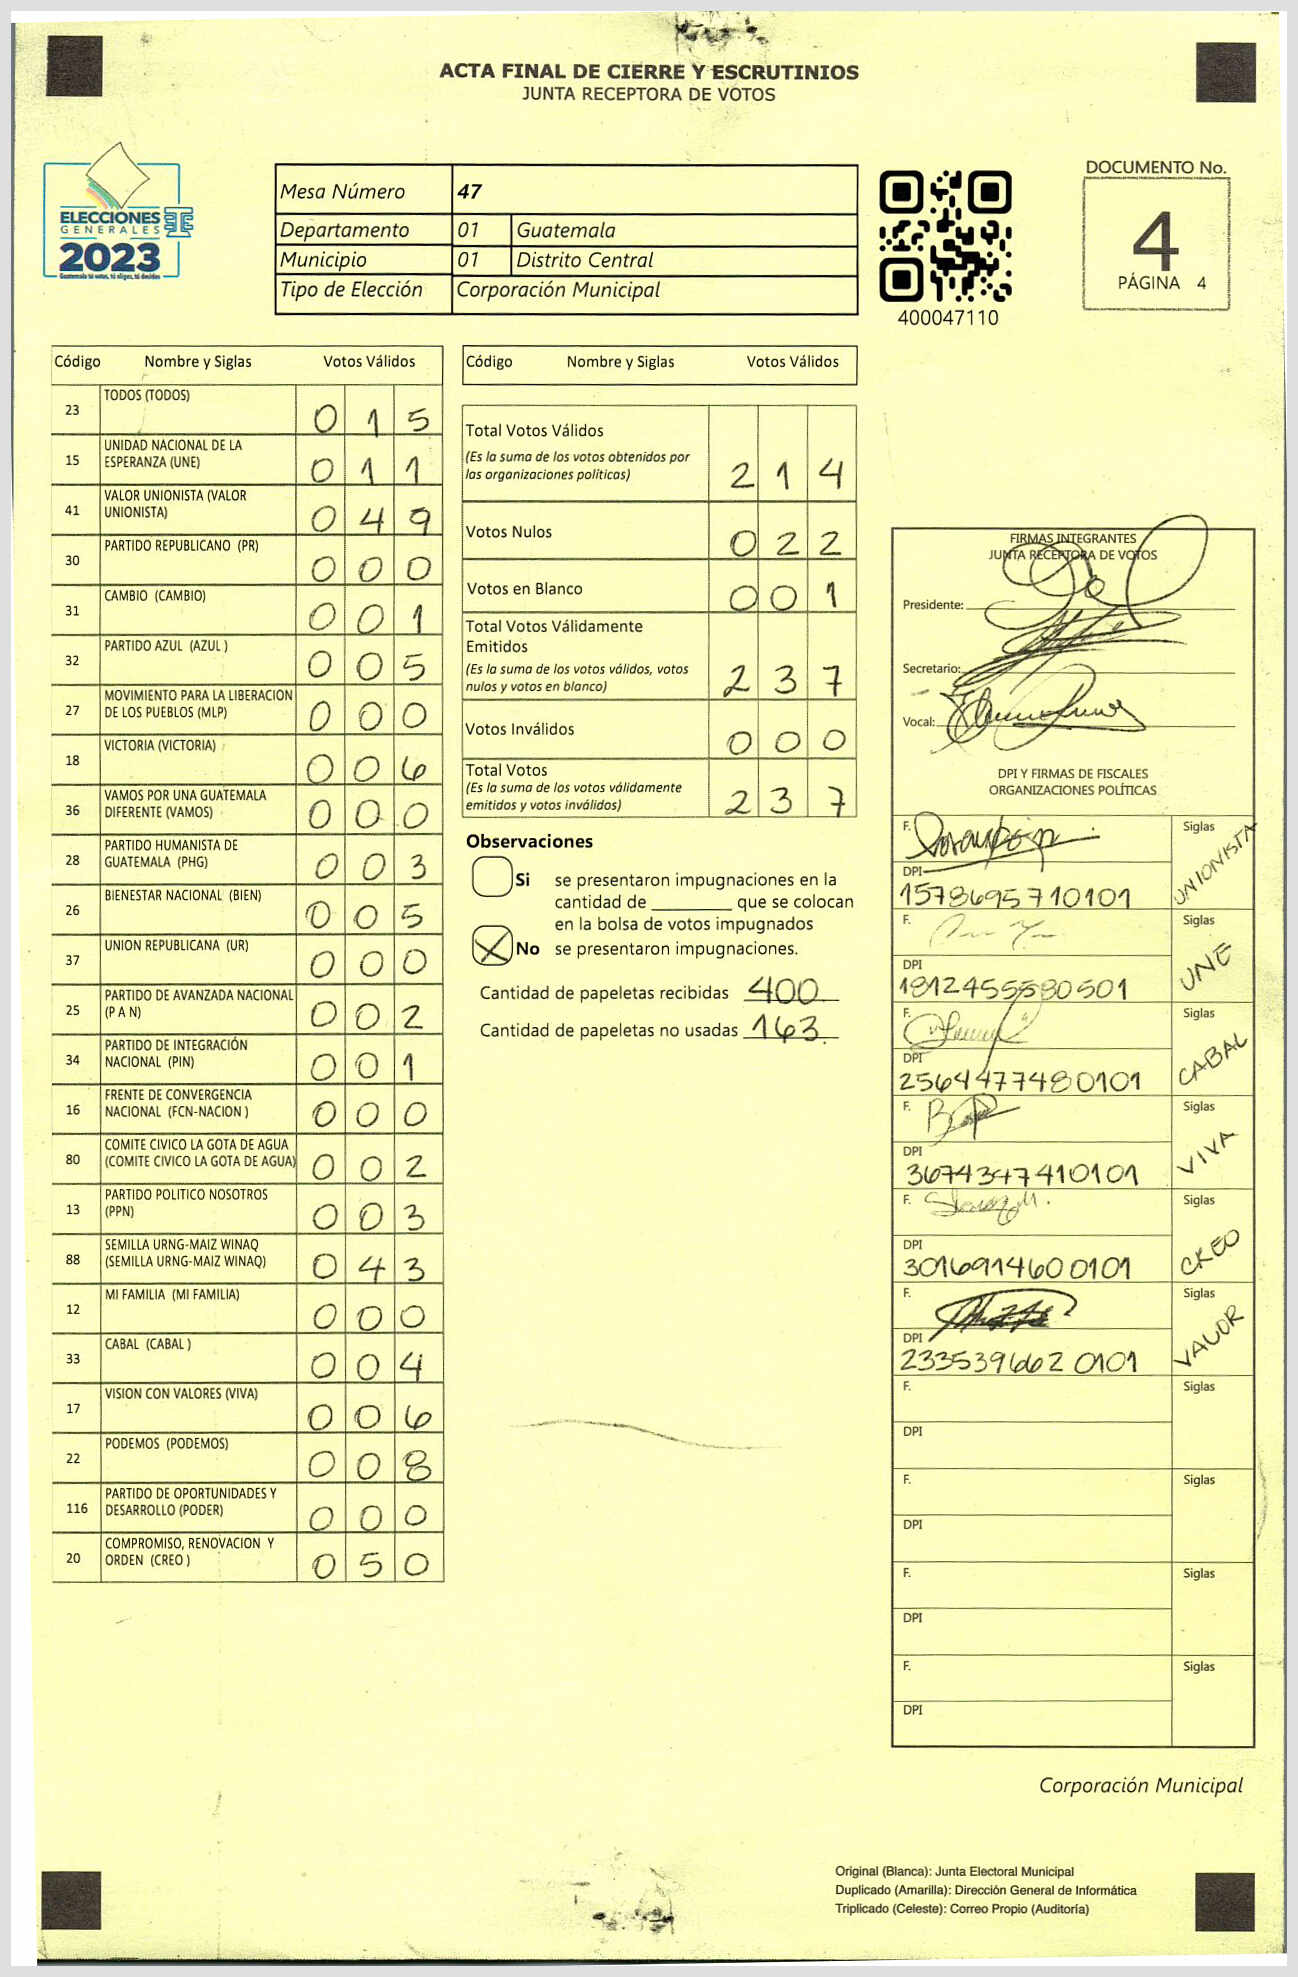 ACTA FINAL DE CIERRE Y ESCRUTINIOS
JUNTA RECEPTORA DE VOTOS
ELECCIONES
GENERALES
2023
Guatemala tú votas, tú eliges, tú decides
Mesa Número 47
Departamento 01 Guatemala
Municipio 01 Distrito Central
Tipo de Elección Corporación Municipal
400047110
DOCUMENTO No.
4
PÁGINA 4
Código Nombre y Siglas Votos Válidos
23 TODOS (TODOS) 0 1 5
15 UNIDAD NACIONAL DE LA
ESPERANZA (UNE) 0 1 1
41 VALOR UNIONISTA (VALOR
UNIONISTA) 0 4 9
30 PARTIDO REPUBLICANO (PR) 0 0 0
31 CAMBIO (CAMBIO) 0 0 1
32 PARTIDO AZUL (AZUL ) 0 0 5
27 MOVIMIENTO PARA LA LIBERACION
DE LOS PUEBLOS (MLP) 0 0 0
18 VICTORIA (VICTORIA) 0 0 6
36 VAMOS POR UNA GUATEMALA
DIFERENTE (VAMOS) 0 0 0
28 PARTIDO HUMANISTA DE
GUATEMALA (PHG) 0 0 3
26 BIENESTAR NACIONAL (BIEN) 0 0 5
37 UNION REPUBLICANA (UR) 0 0 0
25 PARTIDO DE AVANZADA NACIONAL
(P A N) 0 0 2
34 PARTIDO DE INTEGRACIÓN
NACIONAL (PIN) 0 0 1
16 FRENTE DE CONVERGENCIA
NACIONAL (FCN-NACION ) 0 0 0
80 COMITE CIVICO LA GOTA DE AGUA
(COMITE CIVICO LA GOTA DE AGUA) 0 0 2
13 PARTIDO POLITICO NOSOTROS
(PPN) 0 0 3
88 SEMILLA URNG-MAIZ WINAQ
(SEMILLA URNG-MAIZ WINAQ) 0 4 3
12 MI FAMILIA (MI FAMILIA) 0 0 0
33 CABAL (CABAL ) 0 0 4
17 VISION CON VALORES (VIVA) 0 0 6
22 PODEMOS (PODEMOS) 0 0 8
116 PARTIDO DE OPORTUNIDADES Y
DESARROLLO (PODER) 0 0 0
20 COMPROMISO, RENOVACION Y
ORDEN (CREO ) 0 5 0
Código Nombre y Siglas Votos Válidos
Total Votos Válidos
(Es la suma de los votos obtenidos por
las organizaciones políticas) 2 1 4
Votos Nulos 0 2 2
Votos en Blanco 0 0 1
Total Votos Válidamente
Emitidos
(Es la suma de los votos válidos, votos
nulos y votos en blanco) 2 3 7
Votos Inválidos 0 0 0
Total Votos
(Es la suma de los votos válidamente
emitidos y votos inválidos) 2 3 7
Observaciones
Si se presentaron impugnaciones en la
cantidad de ________ que se colocan
en la bolsa de votos impugnados
X No se presentaron impugnaciones.
Cantidad de papeletas recibidas 400
Cantidad de papeletas no usadas 163
FIRMAS INTEGRANTES
JUNTA RECEPTORA DE VOTOS
Presidente:
Secretario:
Vocal:
DPI Y FIRMAS DE FISCALES
ORGANIZACIONES POLÍTICAS
F. Siglas UNIONISTA
DPI
1578695710101
F. Siglas UNE
DPI
1812455580501
F. Siglas CABAL
DPI
2564477480101
F. Siglas VIVA
DPI
3674347410101
F. Siglas CREO
DPI
3016914600101
F. Siglas VALOR
DPI
2335396620101
F. Siglas
DPI
F. Siglas
DPI
F. Siglas
DPI
F. Siglas
DPI
Corporación Municipal
Original (Blanca): Junta Electoral Municipal
Duplicado (Amarilla): Dirección General de Informática
Triplicado (Celeste): Correo Propio (Auditoría)